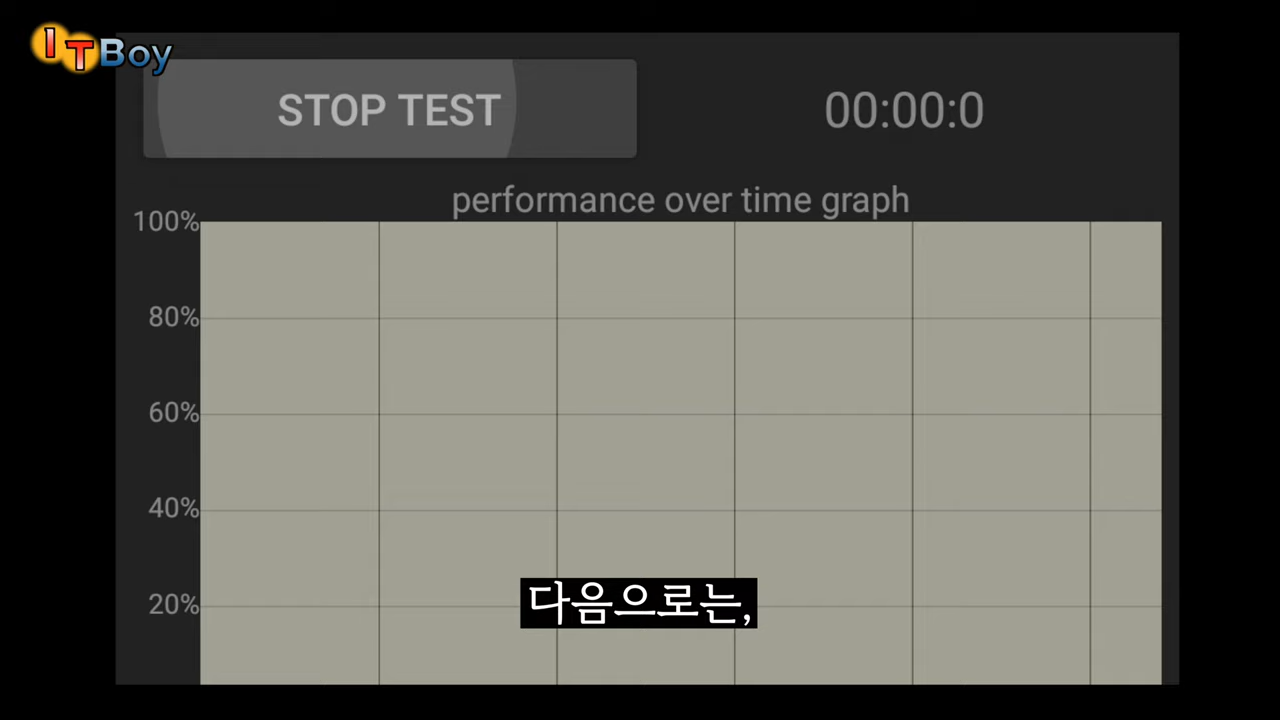 ITBoy
STOP TEST
00:00:0
performance over time graph
100%
80%
60%
40%
20%
다음으로는,